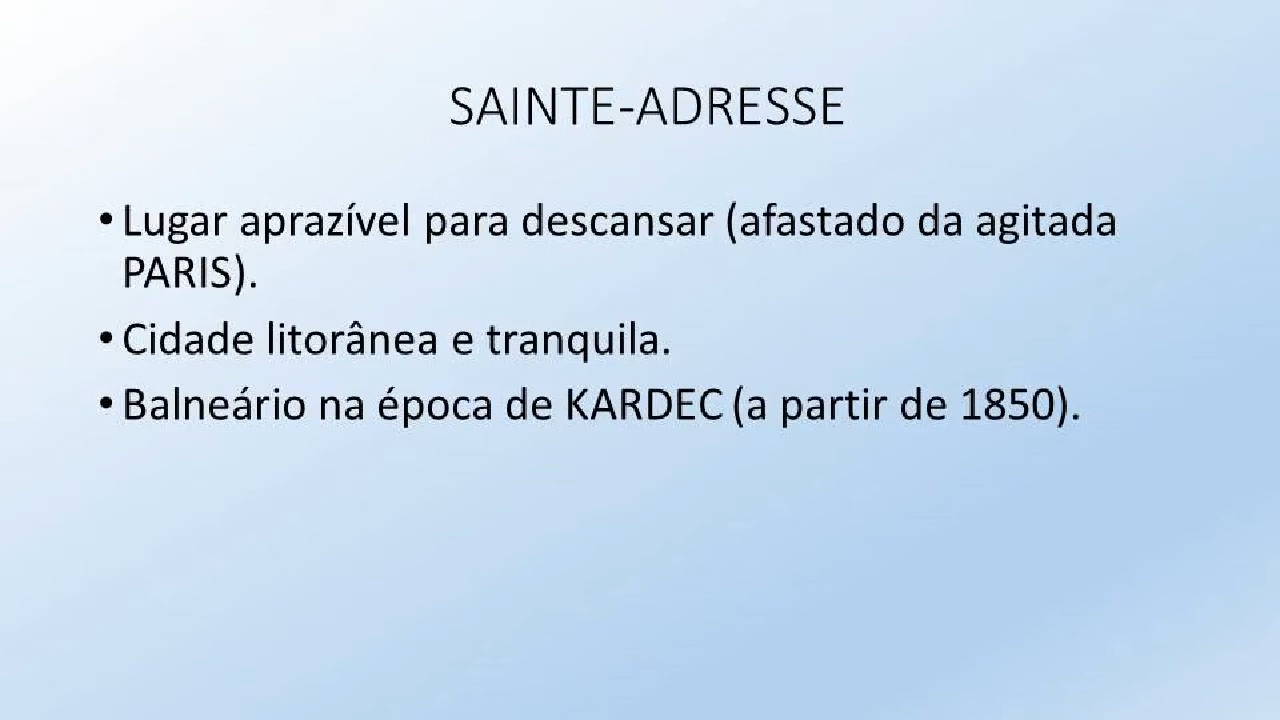 SAINTE-ADRESSE
• Lugar aprazível para descansar (afastado da agitada
PARIS).
• Cidade litorânea e tranquila.
• Balneário na época de KARDEC (a partir de 1850).